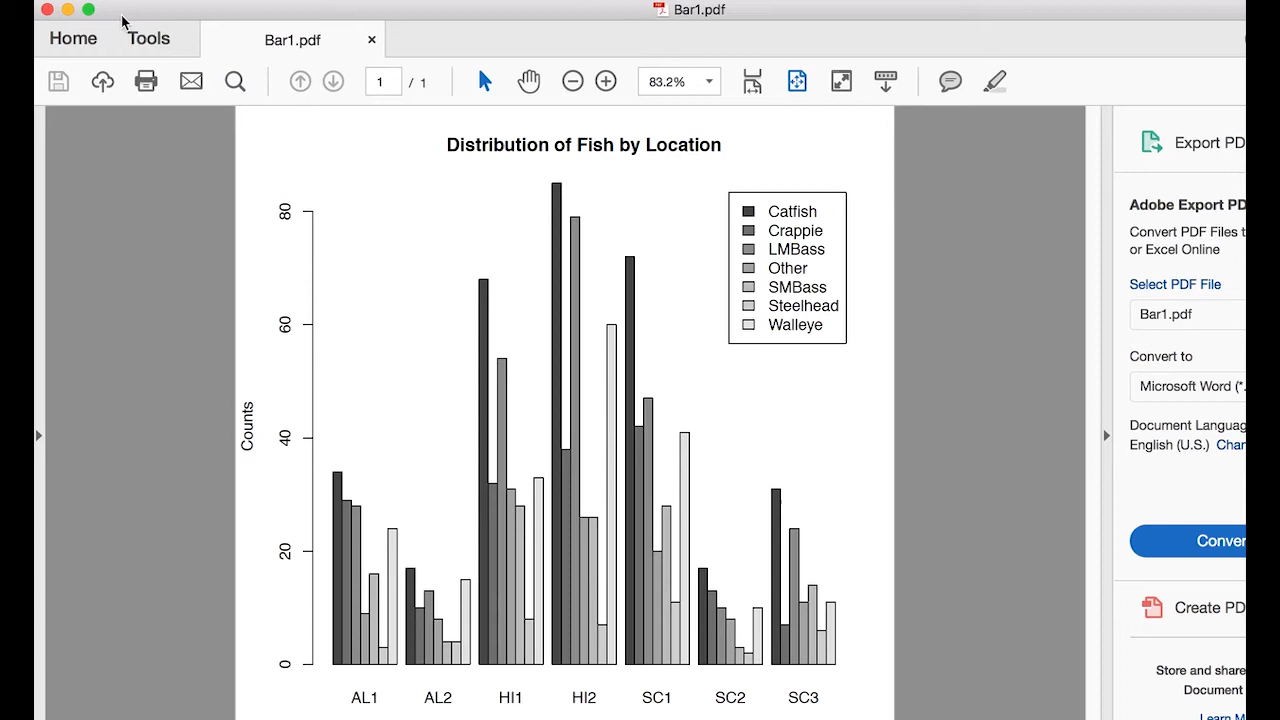 Bar1.pdf
Home
Tools
Bar1.pdf
×
1 / 1
83.2%
Distribution of Fish by Location
Counts
80
60
40
20
0
Catfish
Crappie
LMBass
Other
SMBass
Steelhead
Walleye
AL1 AL2 HI1 HI2 SC1 SC2 SC3
Export PD
Adobe Export PD
Convert PDF Files t
or Excel Online
Select PDF File
Bar1.pdf
Convert to
Microsoft Word (*.
Document Languag
English (U.S.) Chan
Conver
Create PD
Store and share
Document
Learn M